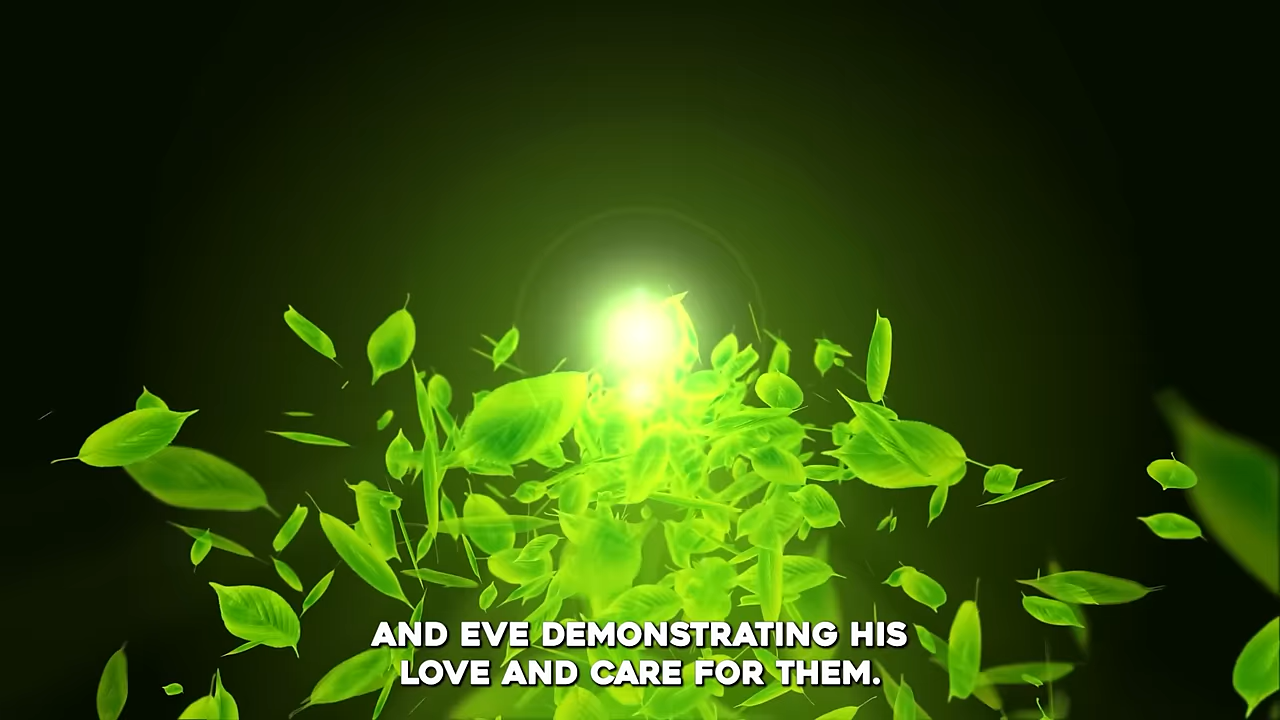 AND EVE DEMONSTRATING HIS
LOVE AND CARE FOR THEM.